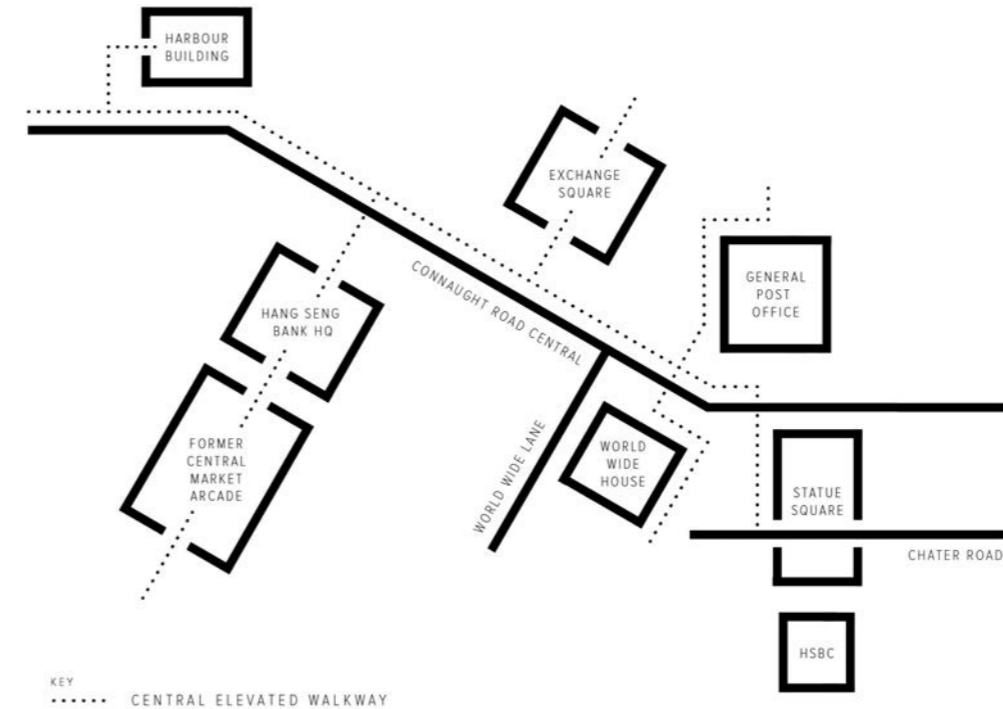 HARBOUR
BUILDING
EXCHANGE
SQUARE
GENERAL
POST
OFFICE
HANG SENG
BANK HQ
CONNAUGHT ROAD CENTRAL
FORMER
CENTRAL
MARKET
ARCADE
WORLD WIDE LANE
WORLD
WIDE
HOUSE
STATUE
SQUARE
CHATER ROAD
HSBC
KEY
CENTRAL ELEVATED WALKWAY